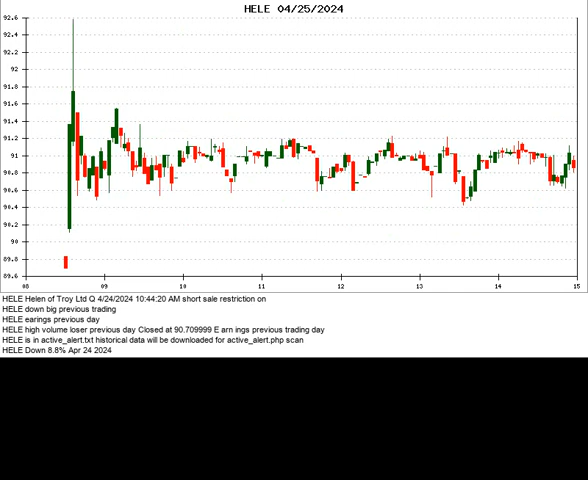 HELE 04/25/2024
92.6
92.4
92.2
92
91.8
91.6
91.4
91.2
91
90.8
90.6
90.4
90.2
90
89.8
89.6
08 09 10 11 12 13 14 15
HELE Helen of Troy Ltd Q 4/24/2024 10:44:20 AM short sale restriction on
HELE down big previous trading
HELE earings previous day
HELE high volume loser previous day Closed at 90.709999 E arn ings previous trading day
HELE is in active_alert.txt historical data will be downloaded for active_alert.php scan
HELE Down 8.8% Apr 24 2024